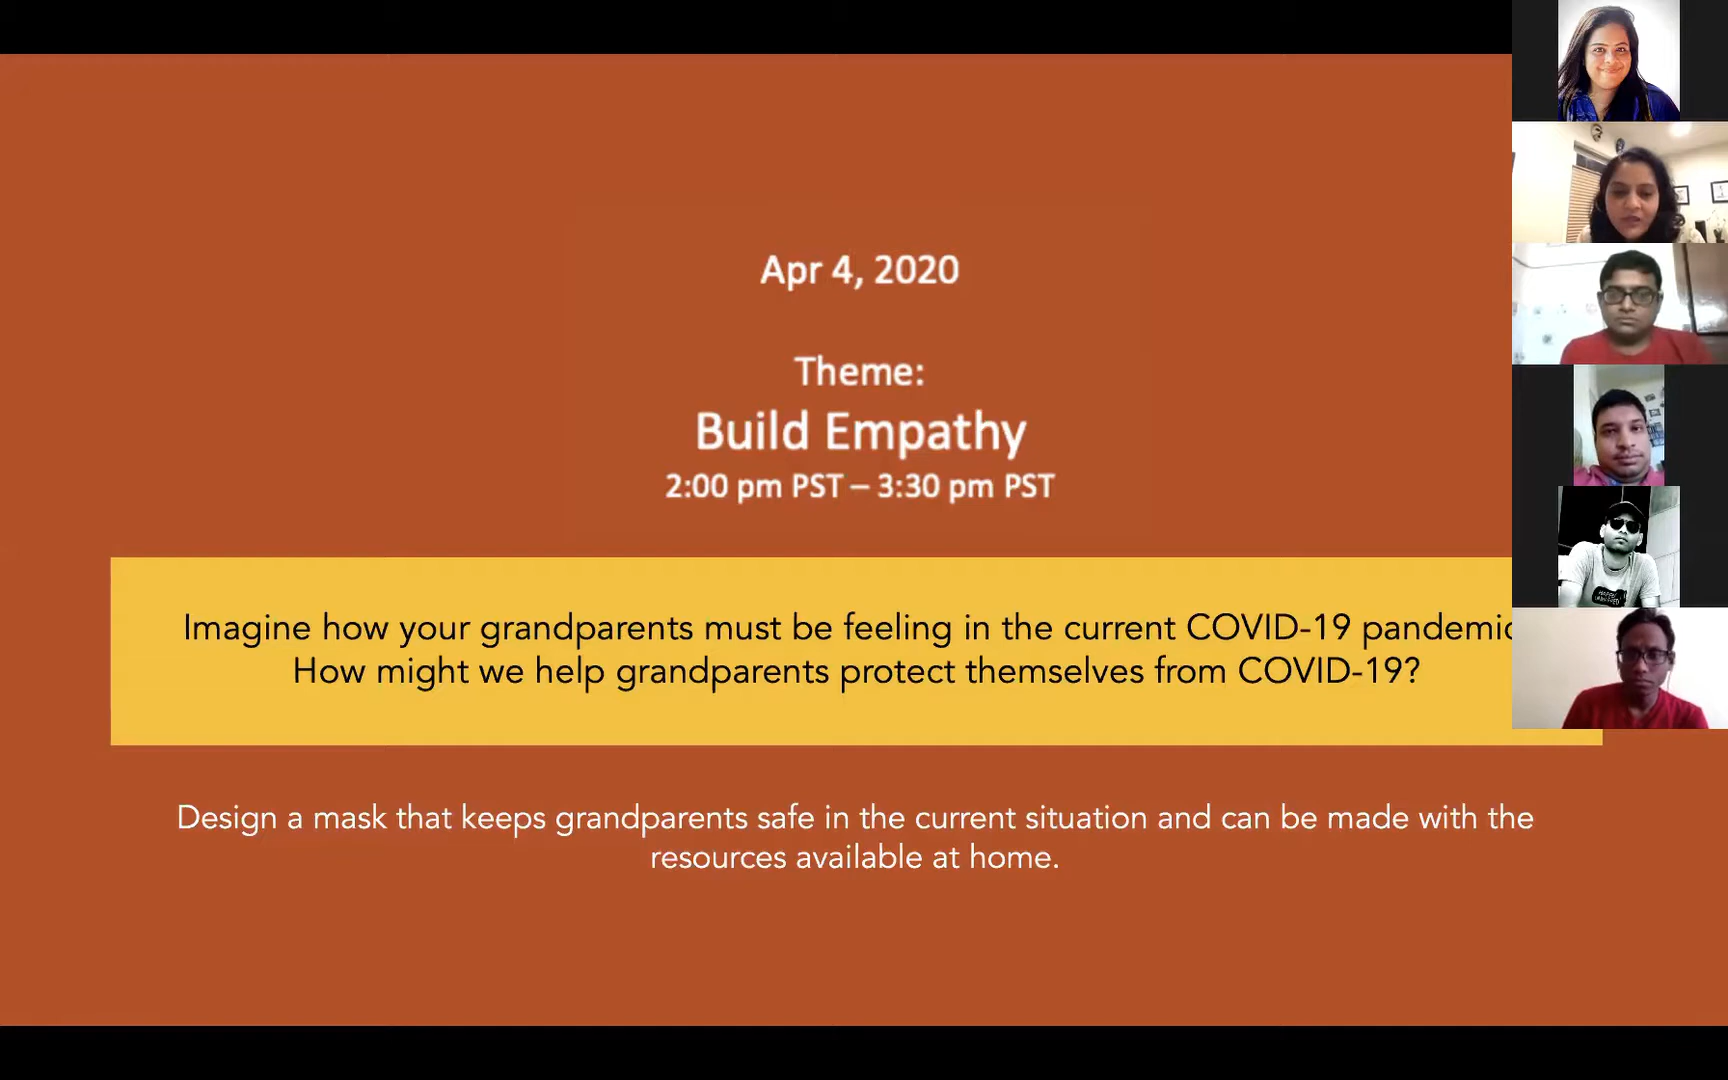 Apr 4, 2020
Theme:
Build Empathy
2:00 pm PST – 3:30 pm PST
Imagine how your grandparents must be feeling in the current COVID-19 pandemic
How might we help grandparents protect themselves from COVID-19?
Design a mask that keeps grandparents safe in the current situation and can be made with the
resources available at home.